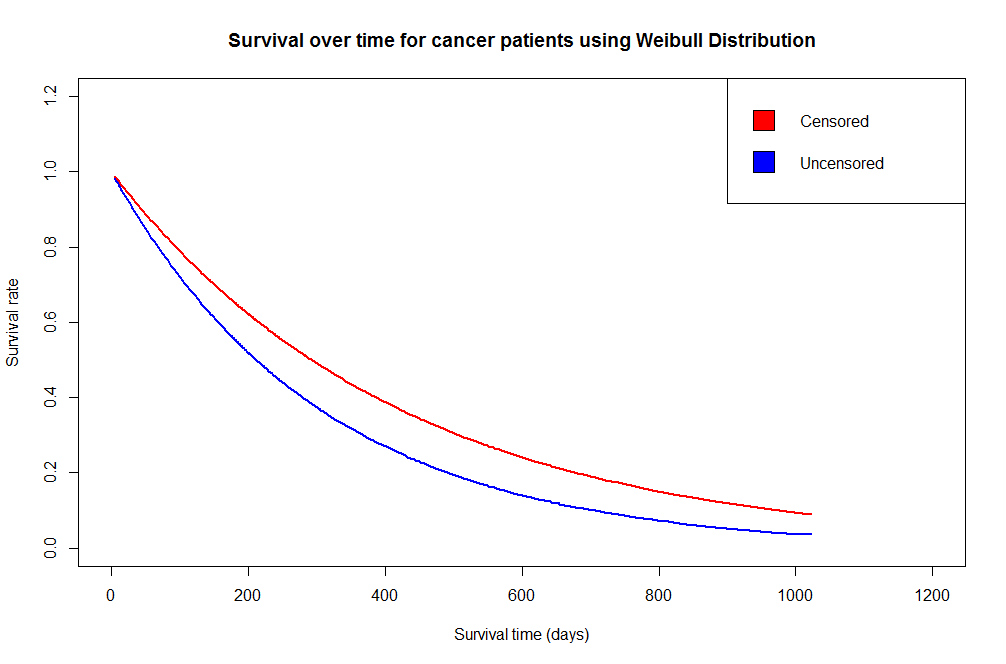 Survival over time for cancer patients using Weibull Distribution
Censored
Uncensored
1.2
1.0
0.8
0.6
0.4
0.2
0.0
Survival rate
0 200 400 600 800 1000 1200
Survival time (days)